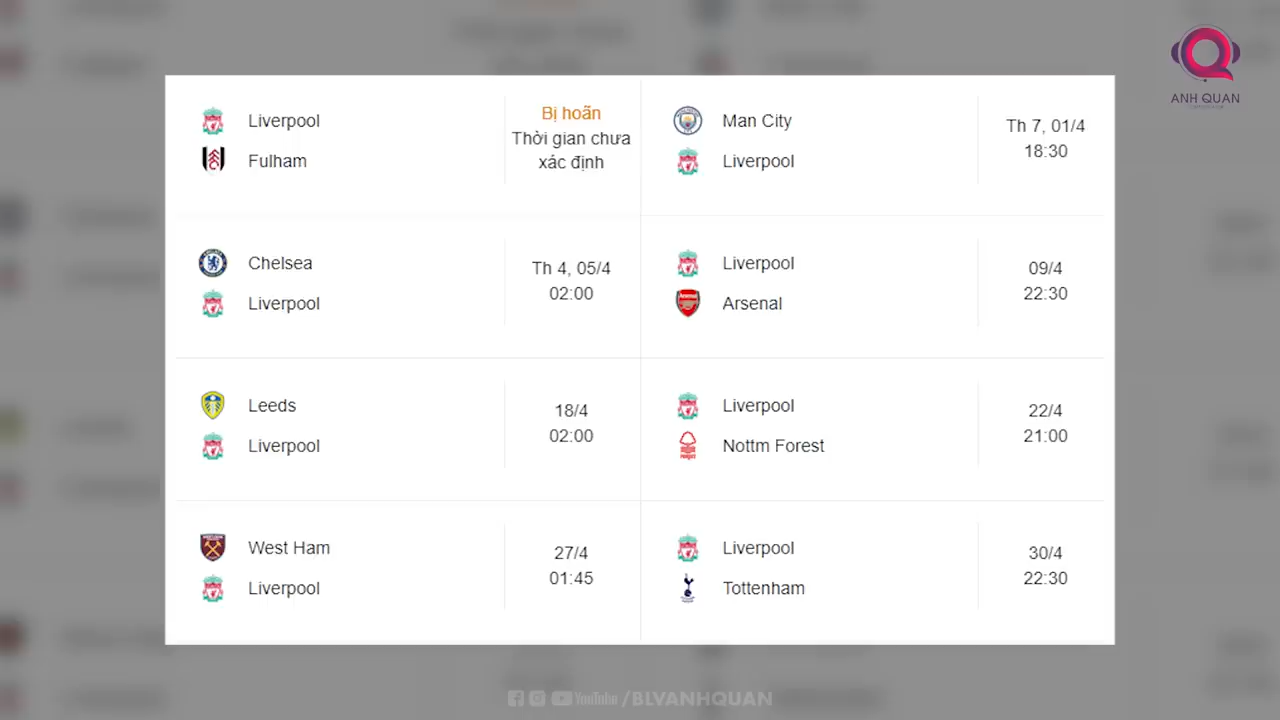 Liverpool
Fulham
Bị hoãn
Thời gian chưa
xác định
Man City
Liverpool
Th 7, 01/4
18:30
Chelsea
Liverpool
Th 4, 05/4
02:00
Liverpool
Arsenal
09/4
22:30
Leeds
Liverpool
18/4
02:00
Liverpool
Nottm Forest
22/4
21:00
West Ham
Liverpool
27/4
01:45
Liverpool
Tottenham
30/4
22:30
ANH QUAN
YouTube /BLVANHQUAN